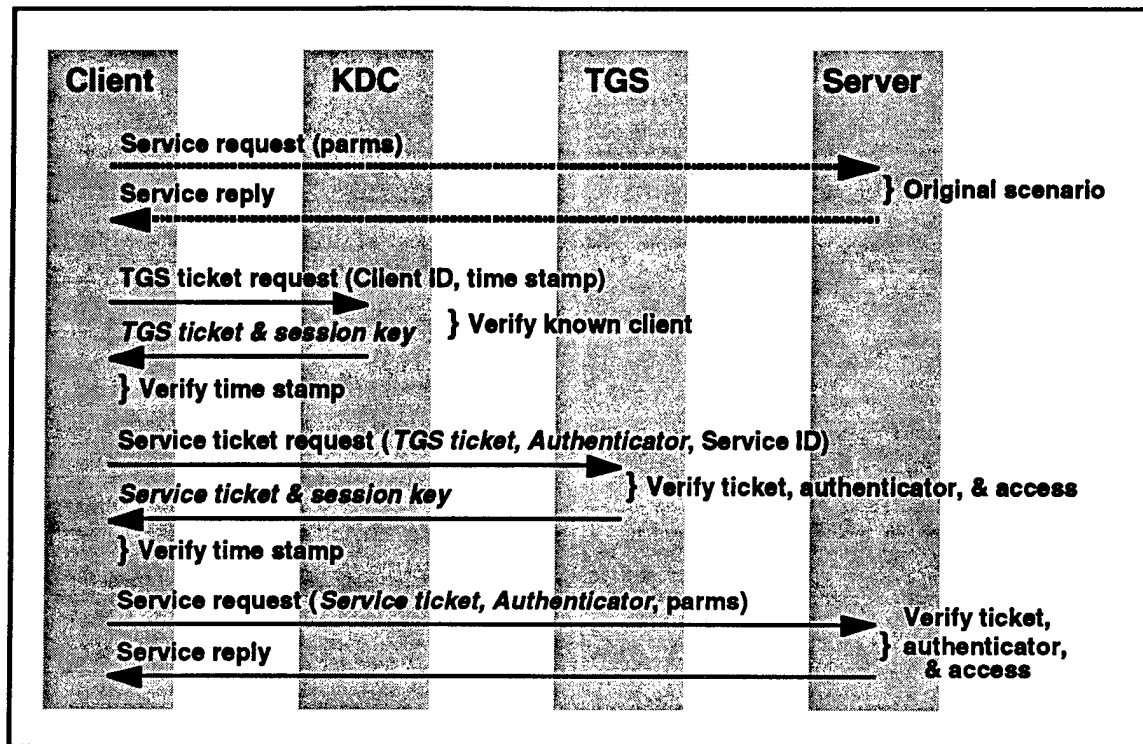 Client KDC TGS Server
Service request (parms)
} Original scenario
Service reply
TGS ticket request (Client ID, time stamp)
} Verify known client
TGS ticket & session key
} Verify time stamp
Service ticket request (TGS ticket, Authenticator, Service ID)
} Verify ticket, authenticator, & access
Service ticket & session key
} Verify time stamp
Service request (Service ticket, Authenticator, parms)
Verify ticket,
} authenticator,
& access
Service reply